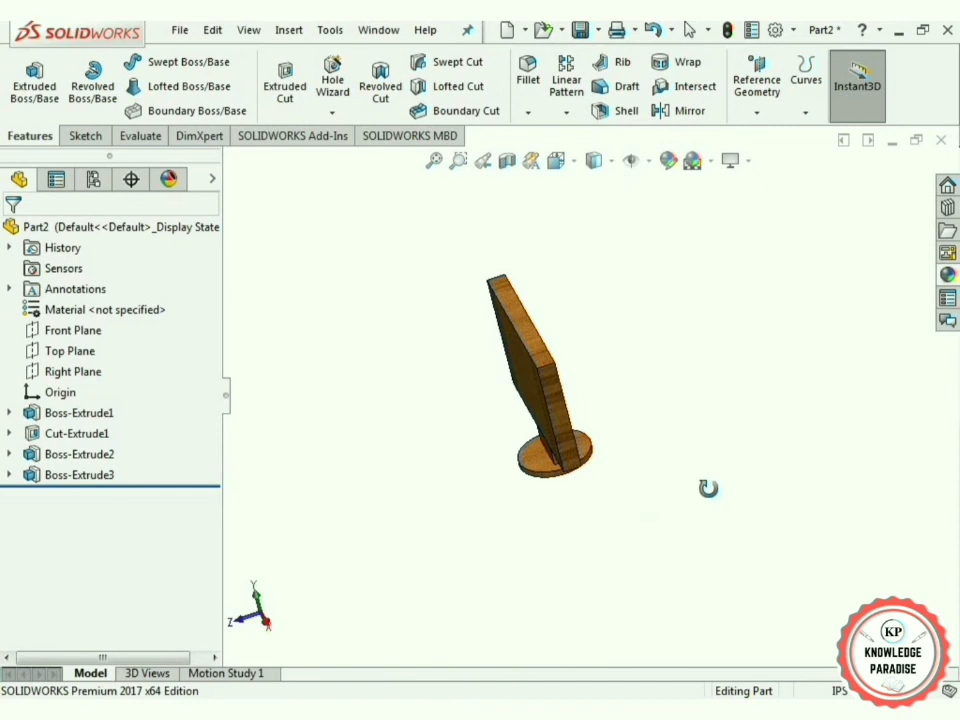 SOLIDWORKS
File Edit View Insert Tools Window Help
Part2 *
Extruded Boss/Base
Revolved Boss/Base
Swept Boss/Base
Lofted Boss/Base
Boundary Boss/Base
Extruded Cut
Hole Wizard
Revolved Cut
Swept Cut
Lofted Cut
Boundary Cut
Fillet
Linear Pattern
Rib
Draft
Shell
Wrap
Intersect
Mirror
Reference Geometry
Curves
Instant3D
Features Sketch Evaluate DimXpert SOLIDWORKS Add-Ins SOLIDWORKS MBD
Part2 (Default<<Default>_Display State
History
Sensors
Annotations
Material <not specified>
Front Plane
Top Plane
Right Plane
Origin
Boss-Extrude1
Cut-Extrude1
Boss-Extrude2
Boss-Extrude3
Y
Z
X
KP
KNOWLEDGE
PARADISE
Model 3D Views Motion Study 1
SOLIDWORKS Premium 2017 x64 Edition
Editing Part
IPS